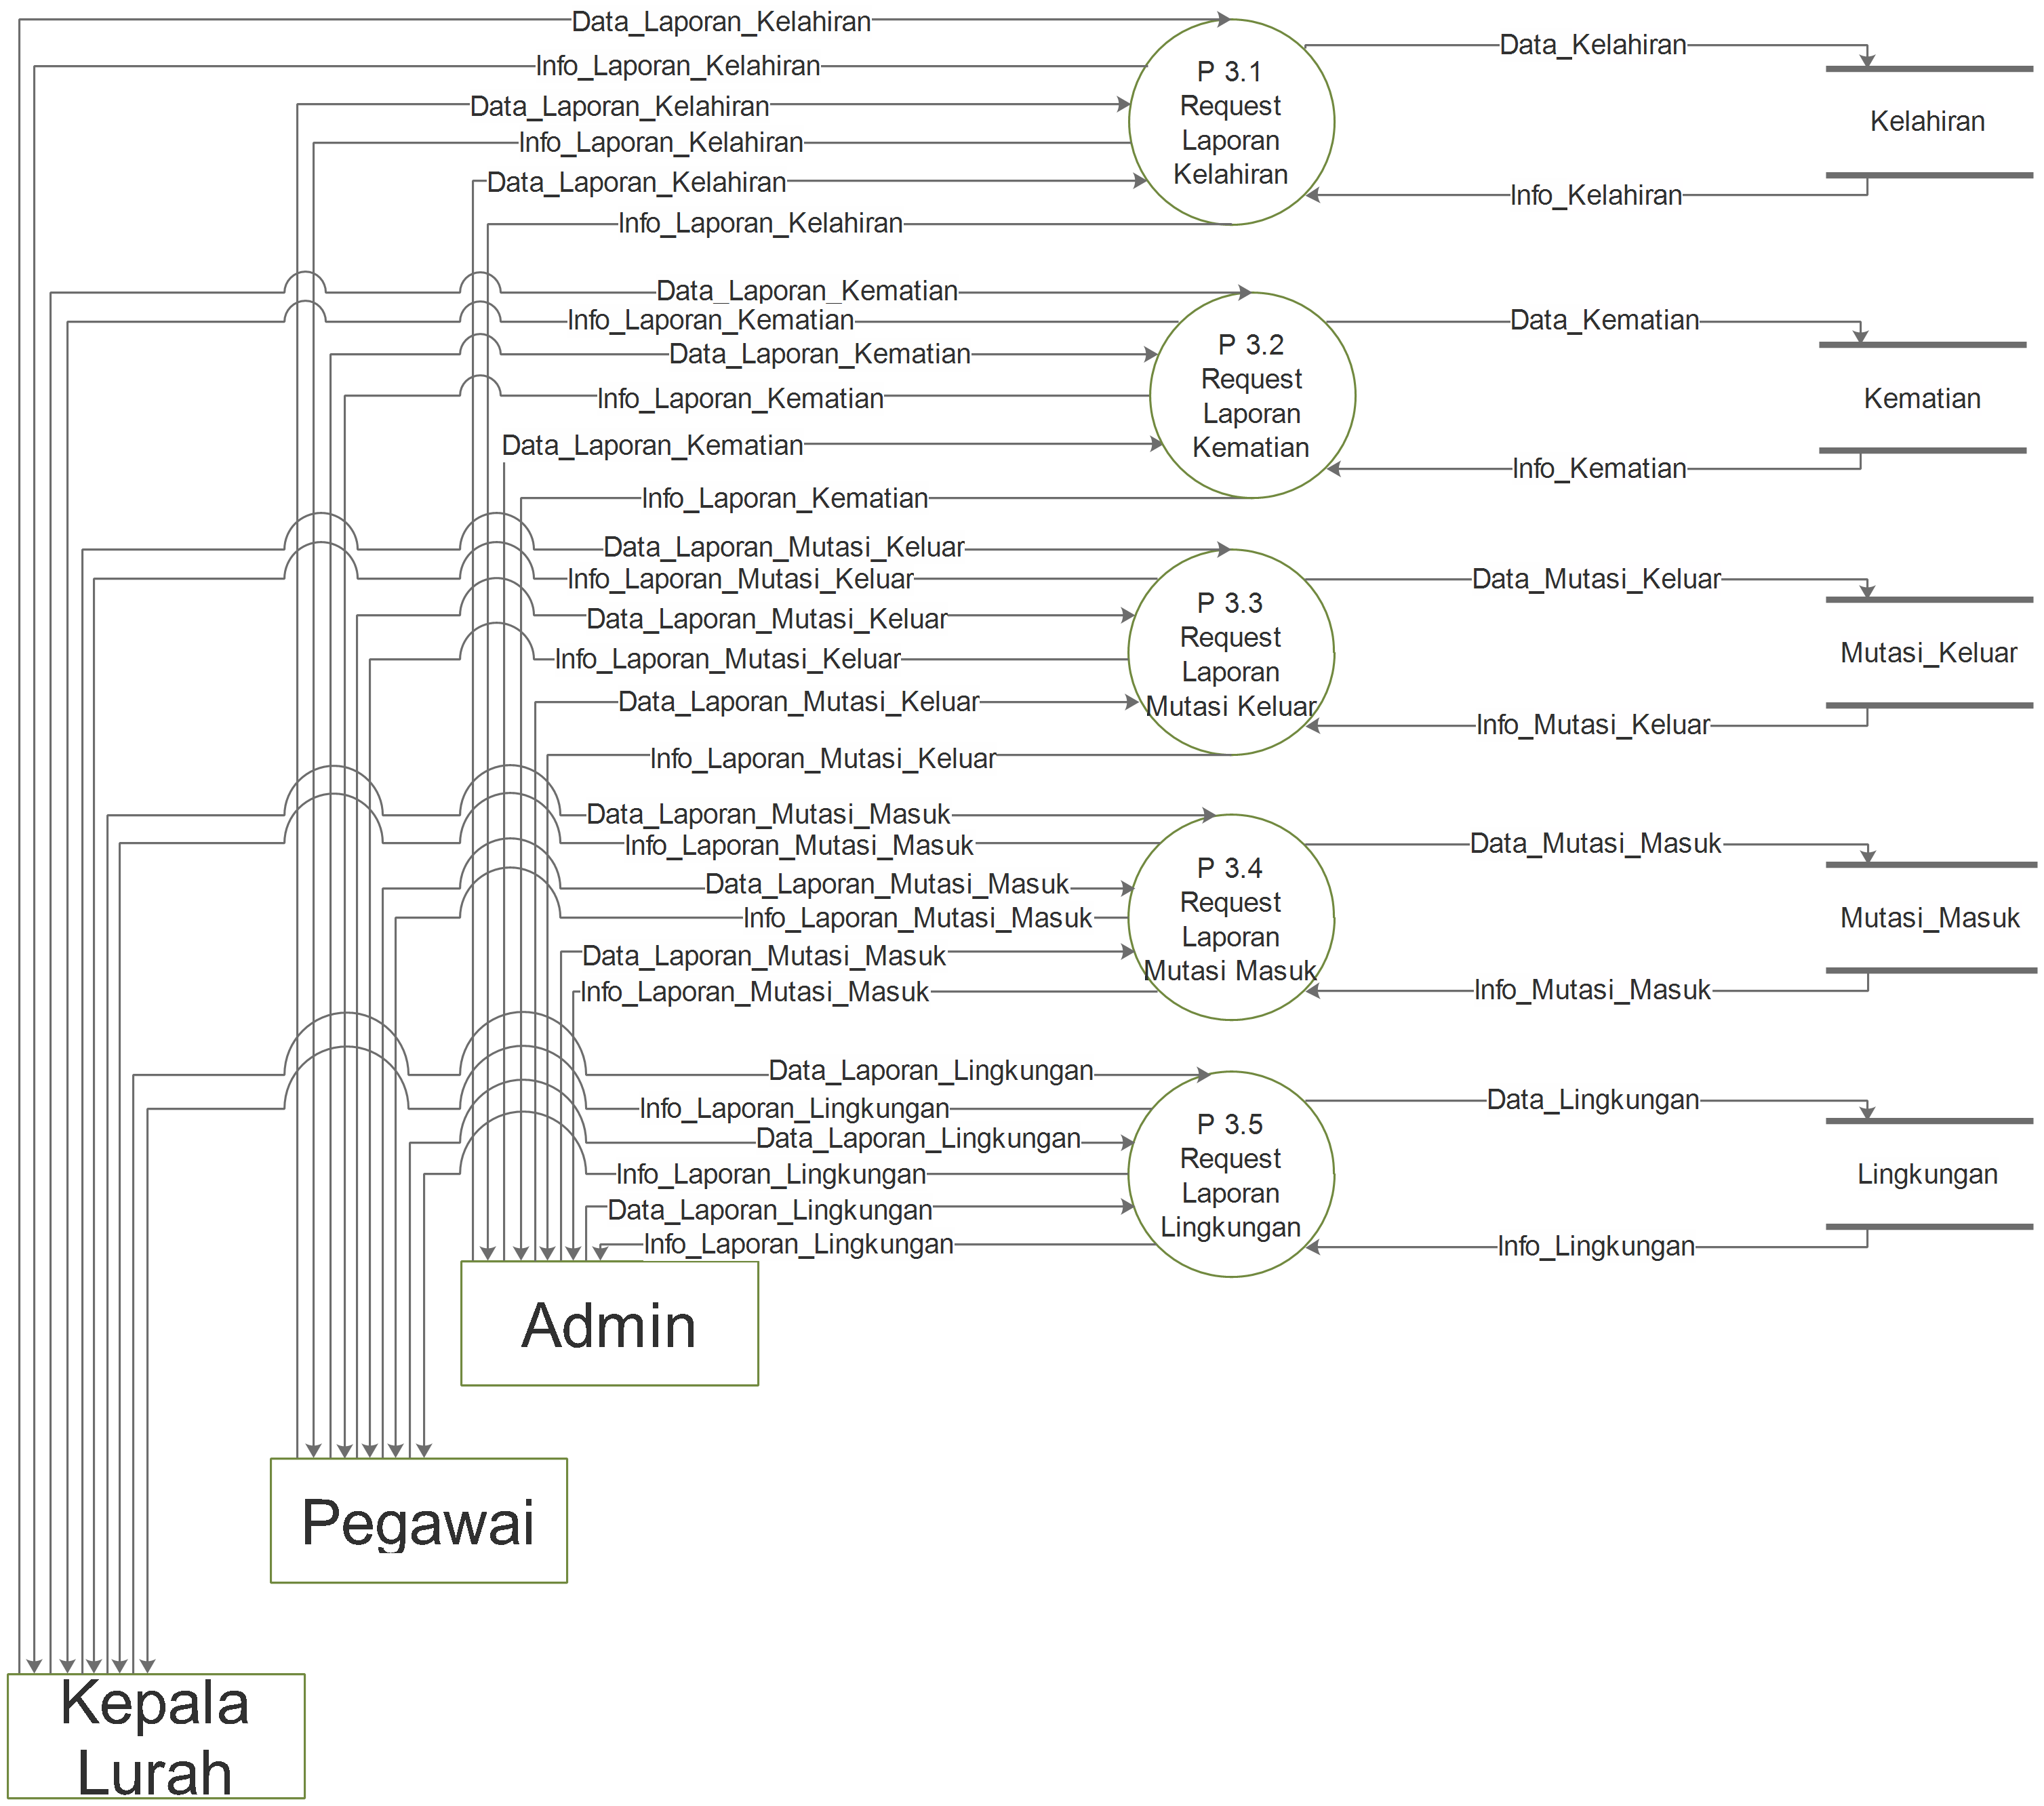 Data_Laporan_Kelahiran
Info_Laporan_Kelahiran
Data_Laporan_Kelahiran
Info_Laporan_Kelahiran
Data_Laporan_Kelahiran
Info_Laporan_Kelahiran
P 3.1
Request
Laporan
Kelahiran
Data_Kelahiran
Kelahiran
Info_Kelahiran
Data_Laporan_Kematian
Info_Laporan_Kematian
Data_Laporan_Kematian
Info_Laporan_Kematian
Data_Laporan_Kematian
Info_Laporan_Kematian
P 3.2
Request
Laporan
Kematian
Data_Kematian
Kematian
Info_Kematian
Data_Laporan_Mutasi_Keluar
Info_Laporan_Mutasi_Keluar
Data_Laporan_Mutasi_Keluar
Info_Laporan_Mutasi_Keluar
Data_Laporan_Mutasi_Keluar
Info_Laporan_Mutasi_Keluar
P 3.3
Request
Laporan
Mutasi Keluar
Data_Mutasi_Keluar
Mutasi_Keluar
Info_Mutasi_Keluar
Data_Laporan_Mutasi_Masuk
Info_Laporan_Mutasi_Masuk
Data_Laporan_Mutasi_Masuk
Info_Laporan_Mutasi_Masuk
Data_Laporan_Mutasi_Masuk
Info_Laporan_Mutasi_Masuk
P 3.4
Request
Laporan
Mutasi Masuk
Data_Mutasi_Masuk
Mutasi_Masuk
Info_Mutasi_Masuk
Data_Laporan_Lingkungan
Info_Laporan_Lingkungan
Data_Laporan_Lingkungan
Info_Laporan_Lingkungan
Data_Laporan_Lingkungan
Info_Laporan_Lingkungan
P 3.5
Request
Laporan
Lingkungan
Data_Lingkungan
Lingkungan
Info_Lingkungan
Admin
Pegawai
Kepala
Lurah